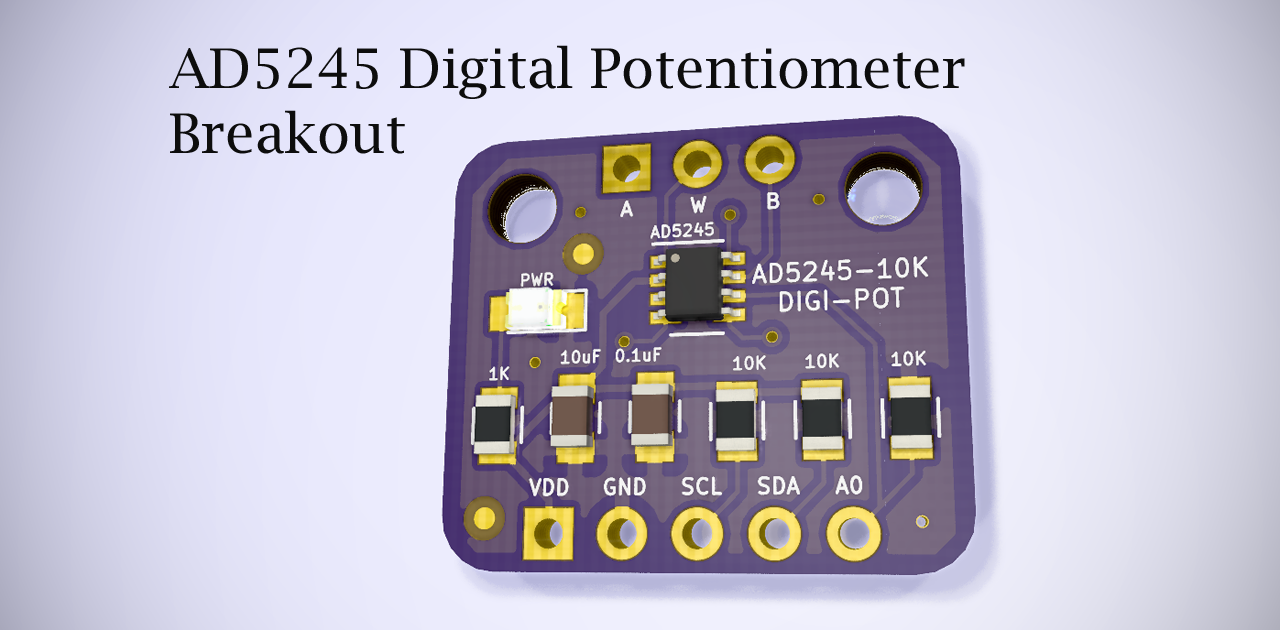 AD5245 Digital Potentiometer
Breakout
A W B
AD5245
AD5245-10K
DIGI-POT
PWR
1K 10uF 0.1uF 10K 10K 10K
VDD GND SCL SDA A0